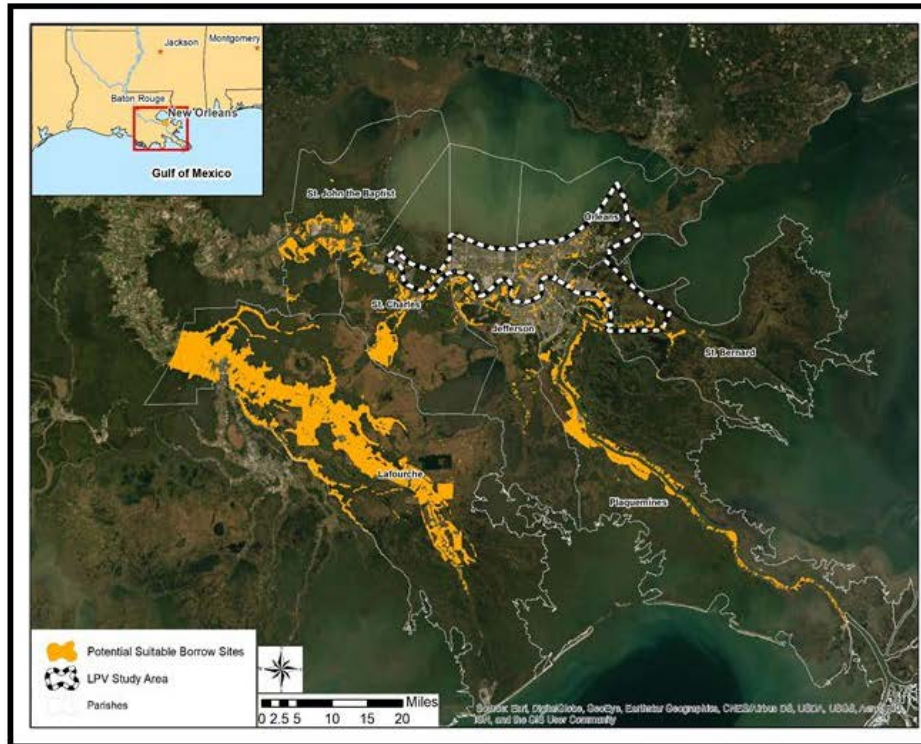 Jackson
Montgomery
Baton Rouge
New Orleans
Gulf of Mexico
St. John the Baptist
Orleans
St. Charles
Jefferson
St. Bernard
Lafourche
Plaquemines
Potential Suitable Borrow Sites
LPV Study Area
Parishes
Miles
0 2.5 5 10 15 20
Source: Esri, DigitalGlobe, GeoEye, Earthstar Geographics, CNES/Airbus DS, USDA, USGS,
IGN, and the GIS User Community